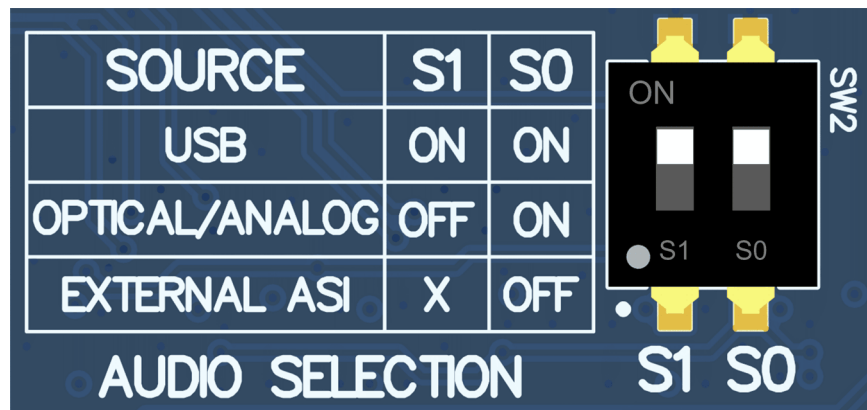 SOURCE S1 S0
USB ON ON
OPTICAL/ANALOG OFF ON
EXTERNAL ASI X OFF
AUDIO SELECTION
ON
S1 S0
SW2
S1 S0